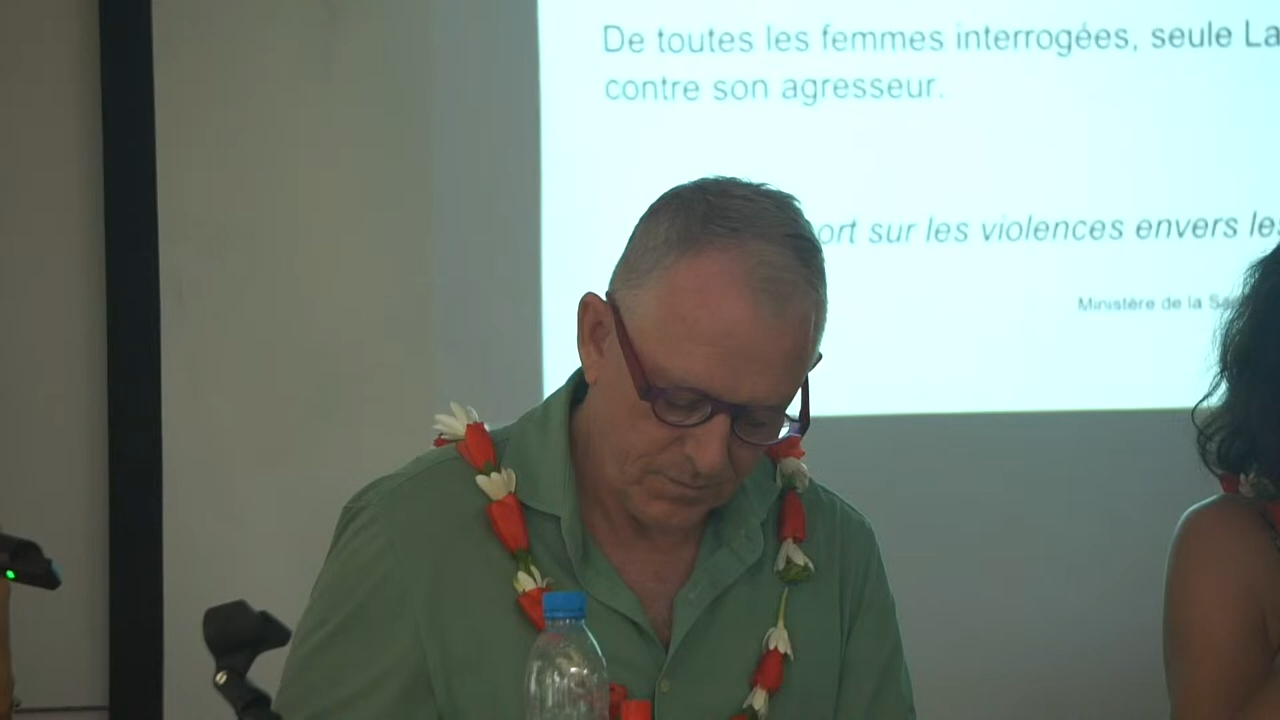 De toutes les femmes interrogées, seule La
contre son agresseur.
ort sur les violences envers les
Ministère de la